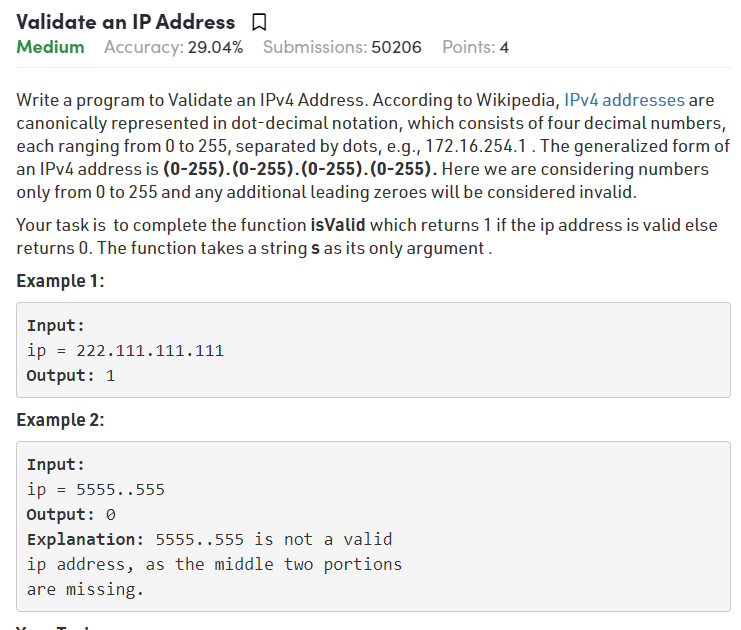 Validate an IP Address
Medium Accuracy: 29.04% Submissions: 50206 Points: 4
Write a program to Validate an IPv4 Address. According to Wikipedia, IPv4 addresses are
canonically represented in dot-decimal notation, which consists of four decimal numbers,
each ranging from 0 to 255, separated by dots, e.g., 172.16.254.1 . The generalized form of
an IPv4 address is (0-255).(0-255).(0-255).(0-255). Here we are considering numbers
only from 0 to 255 and any additional leading zeroes will be considered invalid.
Your task is  to complete the function isValid which returns 1 if the ip address is valid else
returns 0. The function takes a string s as its only argument .
Example 1:
Input:
ip = 222.111.111.111
Output: 1
Example 2:
Input:
ip = 5555..555
Output: 0
Explanation: 5555..555 is not a valid
ip address, as the middle two portions
are missing.